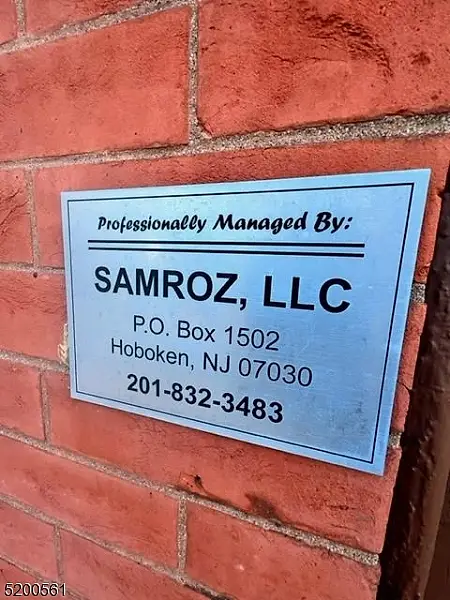 Professionally Managed By:
SAMROZ, LLC
P.O. Box 1502
Hoboken, NJ 07030
201-832-3483
5200561